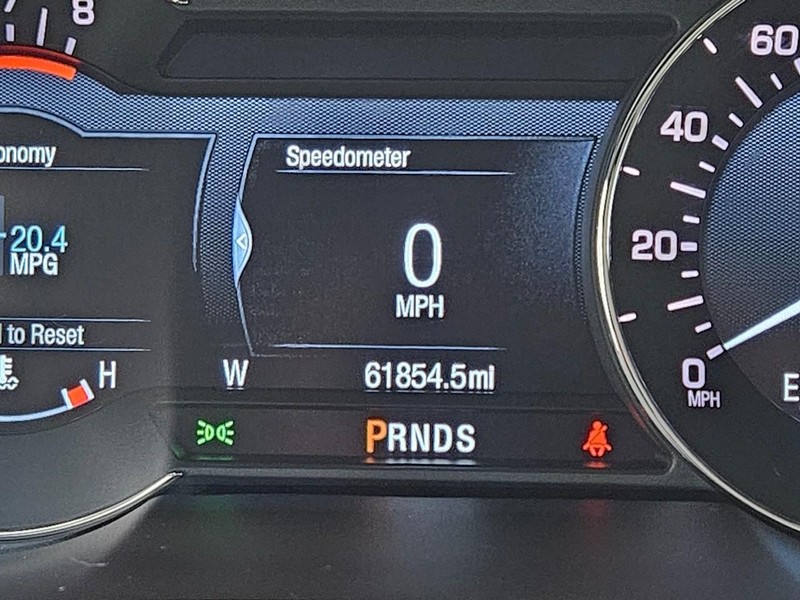 8
onomy
Speedometer
20.4
MPG
0
MPH
to Reset
H
W
61854.5mi
PRNDS
60
40
20
0
MPH
E